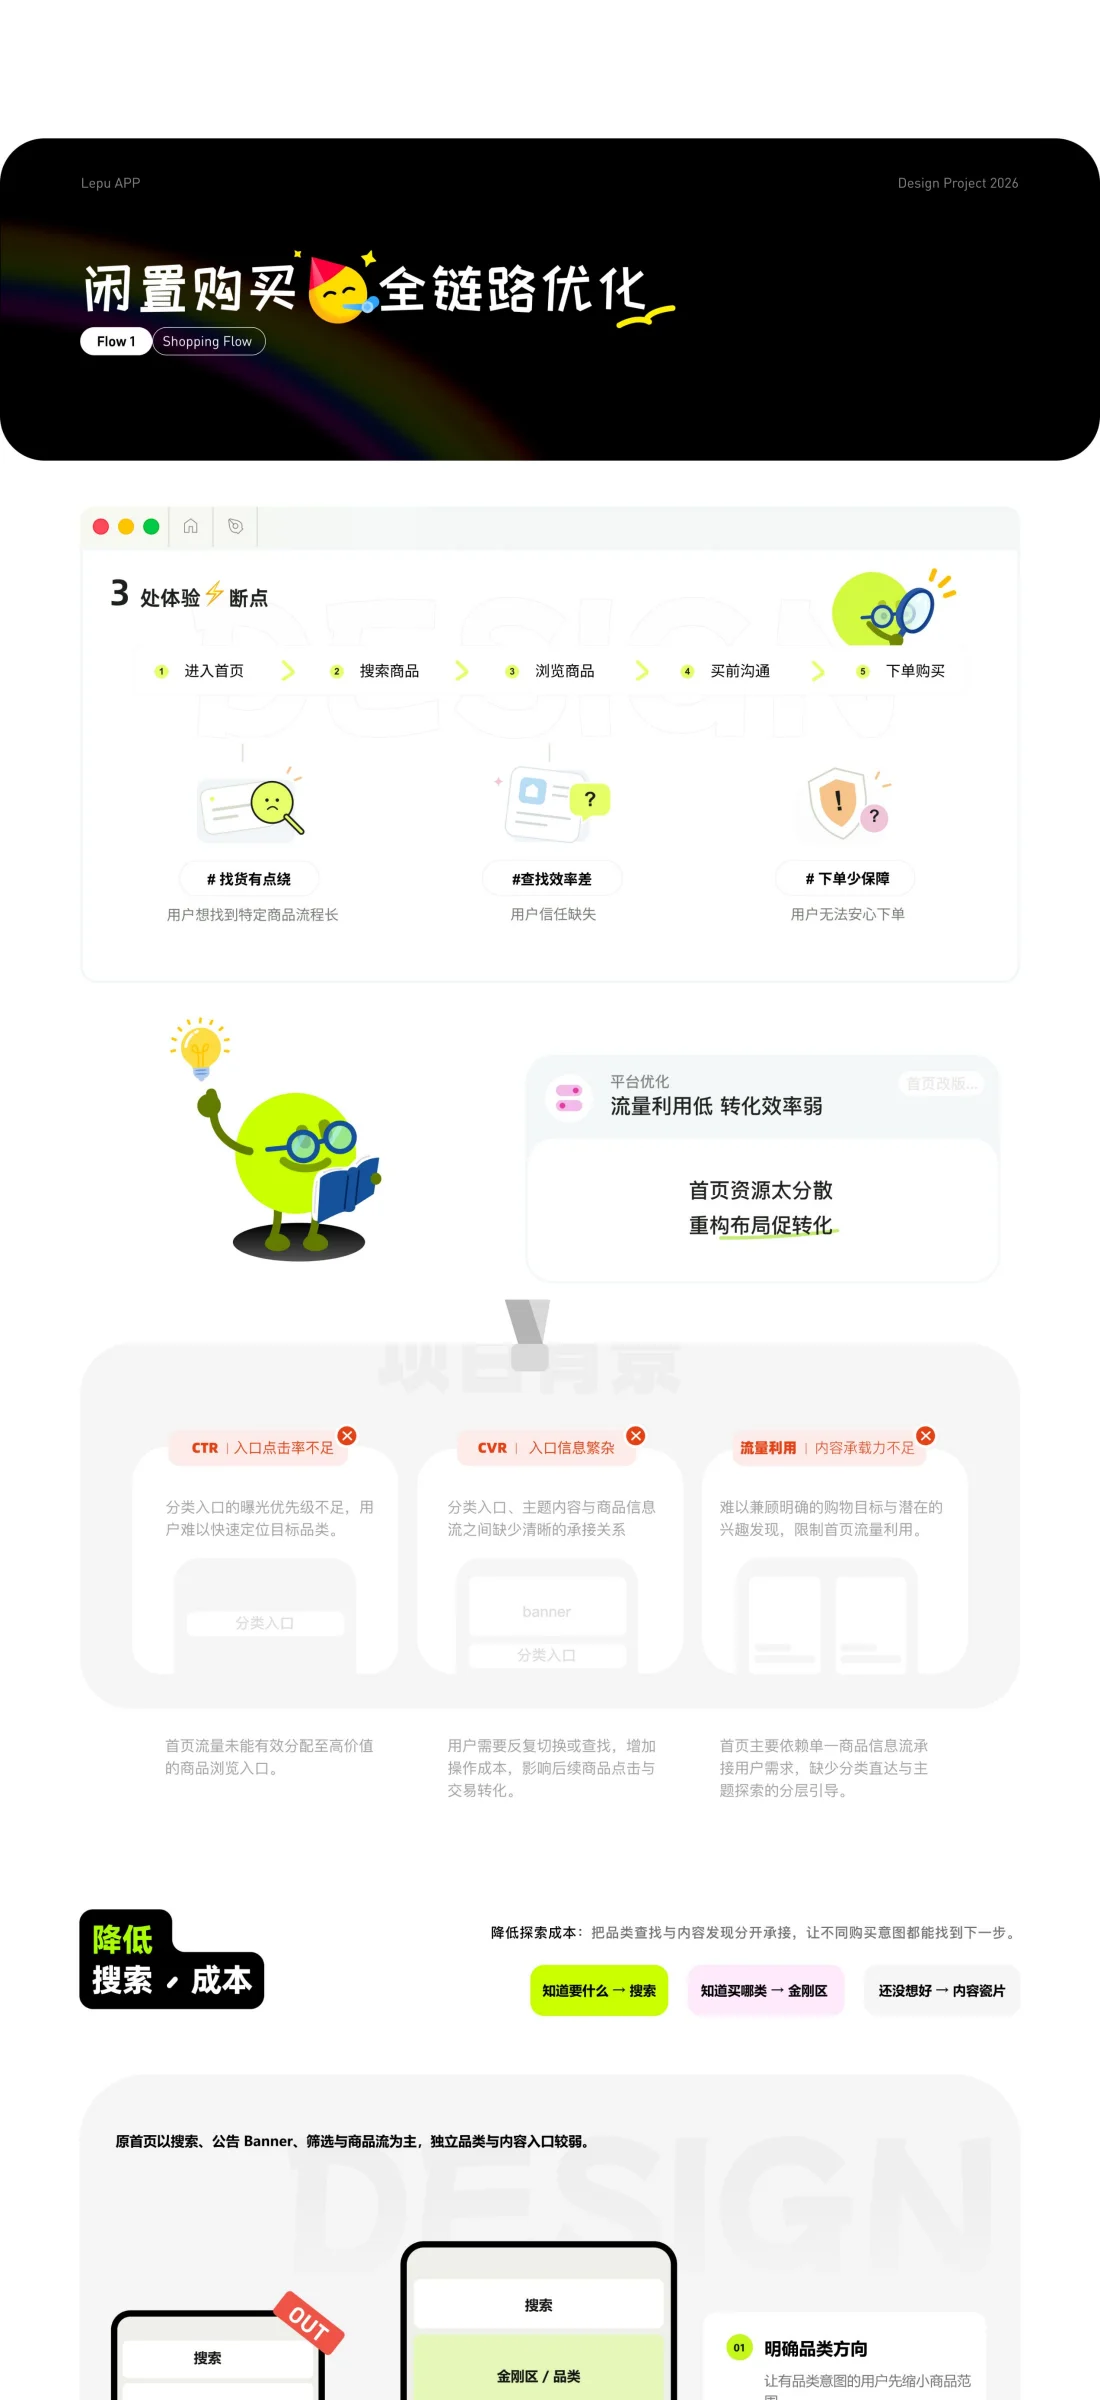 Lepu APP
Design Project 2026
闲置购买全链路优化
Flow 1
Shopping Flow
3 处体验⚡断点
DESIGN
1 进入首页
2 搜索商品
3 浏览商品
4 买前沟通
5 下单购买
?
!
?
# 找货有点绕
#查找效率差
# 下单少保障
用户想找到特定商品流程长
用户信任缺失
用户无法安心下单
平台优化
流量利用低 转化效率弱
首页改版...
首页资源太分散
重构布局促转化
项目背景
CTR | 入口点击率不足
CVR | 入口信息繁杂
流量利用 | 内容承载力不足
分类入口的曝光优先级不足，用
户难以快速定位目标品类。
分类入口、主题内容与商品信息
流之间缺少清晰的承接关系
难以兼顾明确的购物目标与潜在的
兴趣发现，限制首页流量利用。
分类入口
banner
分类入口
首页流量未能有效分配至高价值
的商品浏览入口。
用户需要反复切换或查找，增加
操作成本，影响后续商品点击与
交易转化。
首页主要依赖单一商品信息流承
接用户需求，缺少分类直达与主
题探索的分层引导。
降低
搜索 成本
降低探索成本：把品类查找与内容发现分开承接，让不同购买意图都能找到下一步。
知道要什么 → 搜索
知道买哪类 → 金刚区
还没想好 → 内容瓷片
原首页以搜索、公告 Banner、筛选与商品流为主，独立品类与内容入口较弱。
DESIGN
OUT
搜索
搜索
金刚区 / 品类
01 明确品类方向
让有品类意图的用户先缩小商品范